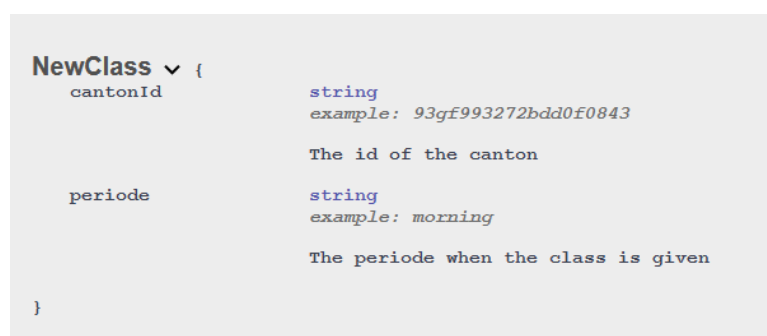 NewClass {
cantonId string
example: 93gf993272bdd0f0843
The id of the canton
periode string
example: morning
The periode when the class is given
}